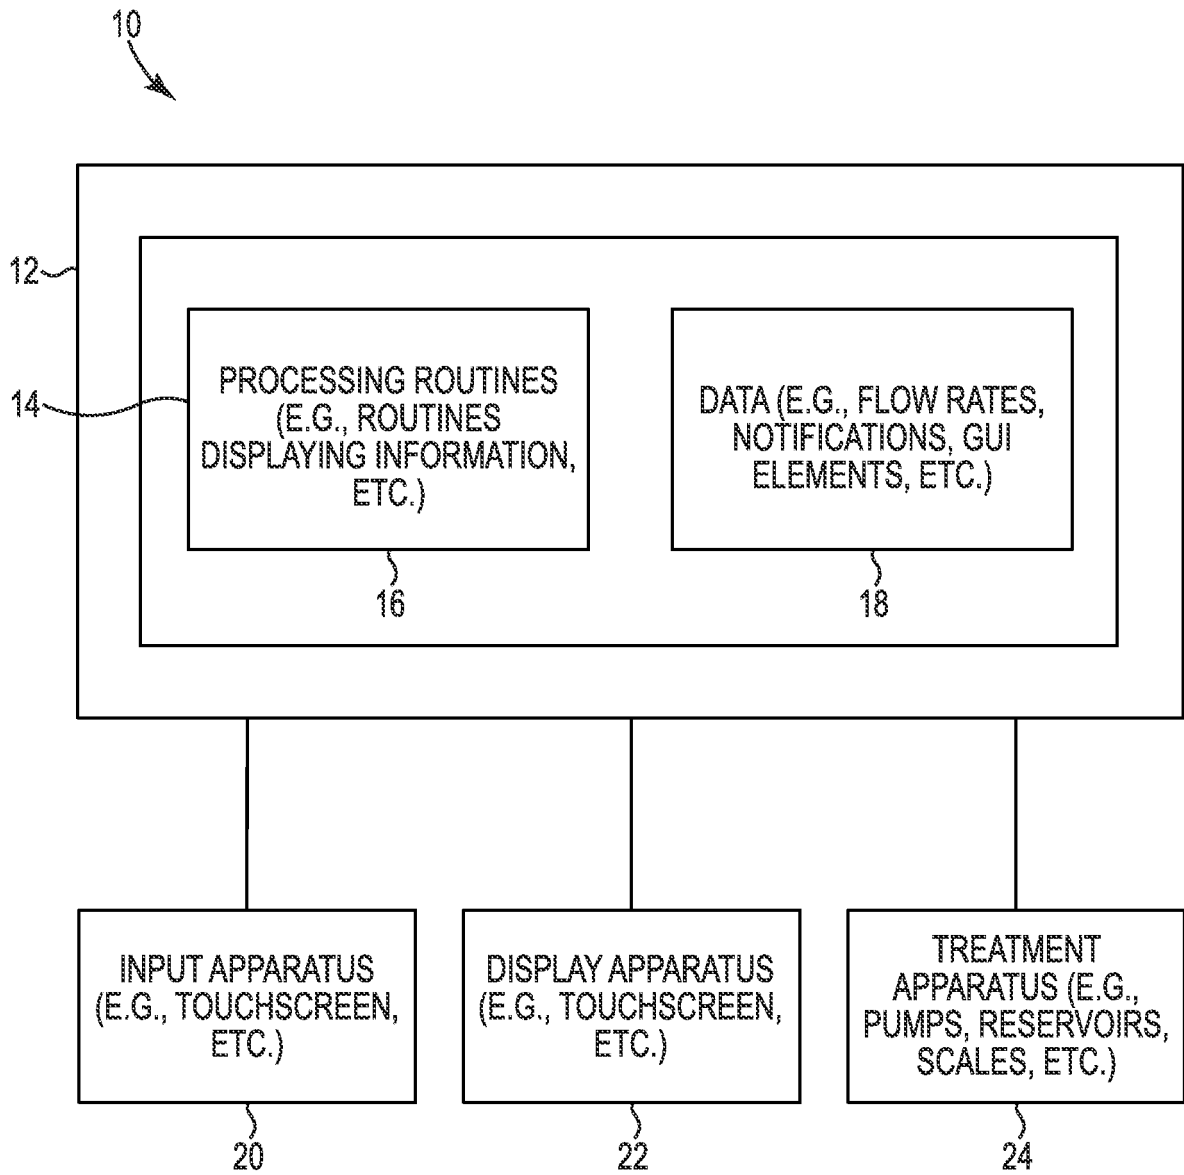 10
12
14
PROCESSING ROUTINES
(E.G., ROUTINES
DISPLAYING INFORMATION,
ETC.)
16
DATA (E.G., FLOW RATES,
NOTIFICATIONS, GUI
ELEMENTS, ETC.)
18
INPUT APPARATUS
(E.G., TOUCHSCREEN,
ETC.)
20
DISPLAY APPARATUS
(E.G., TOUCHSCREEN,
ETC.)
22
TREATMENT
APPARATUS (E.G.,
PUMPS, RESERVOIRS,
SCALES, ETC.)
24